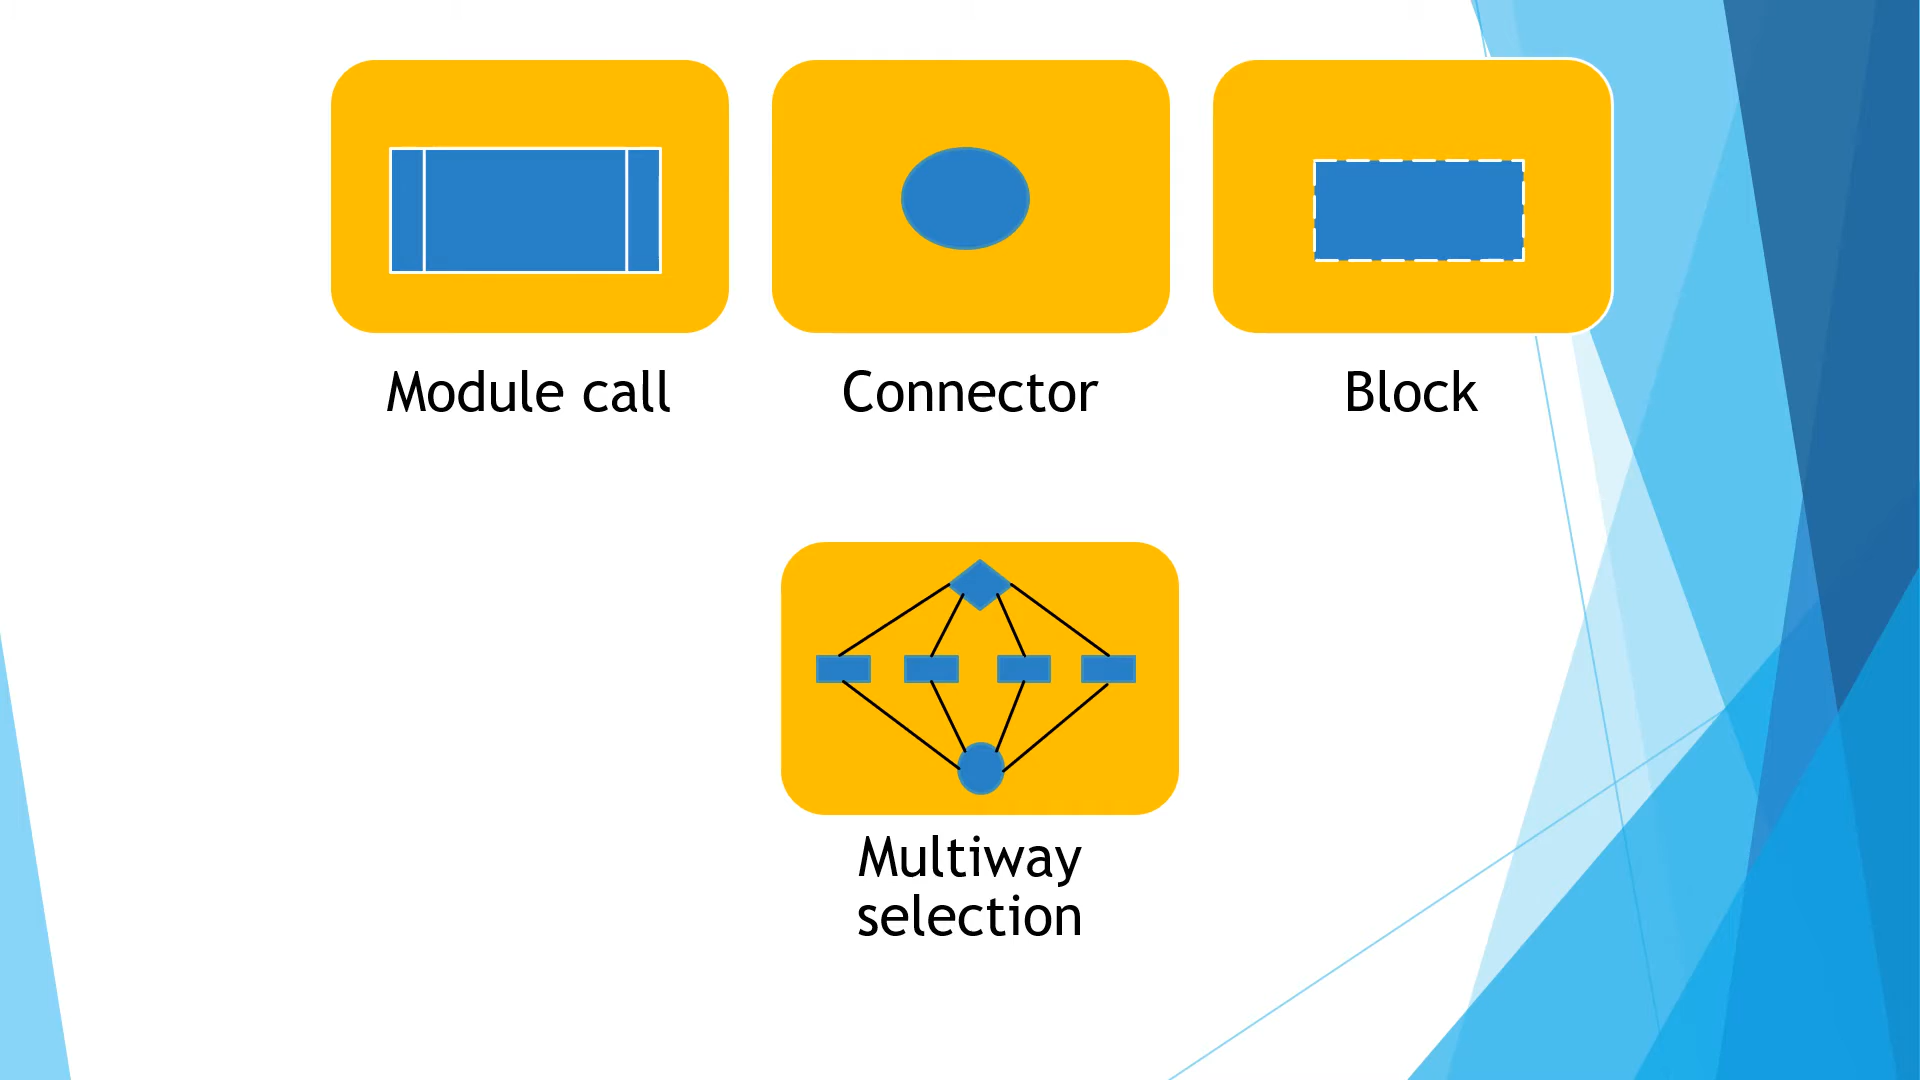 Module call
Connector
Block
Multiway
selection